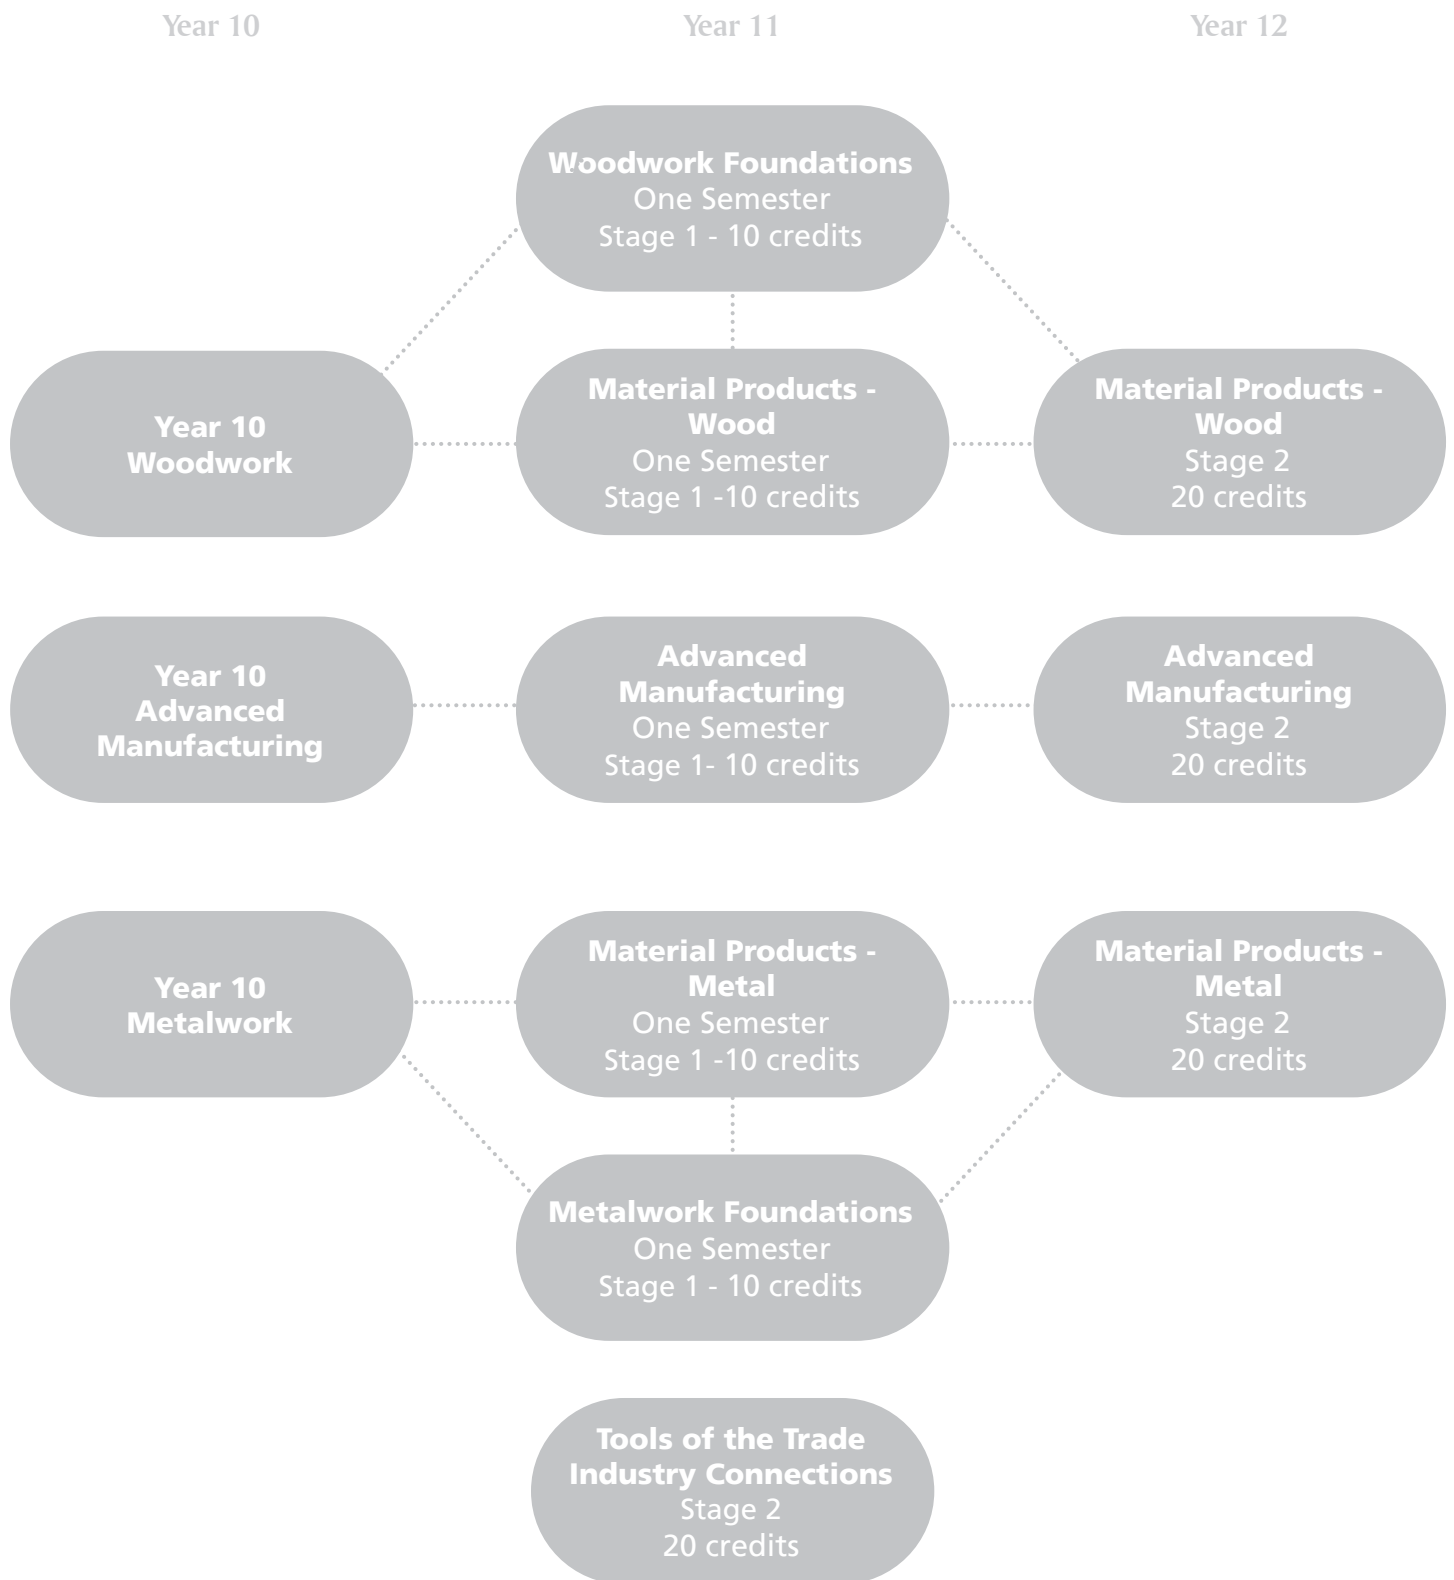 Year 10
Year 11
Year 12
Woodwork Foundations
One Semester
Stage 1 - 10 credits
Year 10
Woodwork
Material Products -
Wood
One Semester
Stage 1 -10 credits
Material Products -
Wood
Stage 2
20 credits
Year 10
Advanced
Manufacturing
Advanced
Manufacturing
One Semester
Stage 1- 10 credits
Advanced
Manufacturing
Stage 2
20 credits
Year 10
Metalwork
Material Products -
Metal
One Semester
Stage 1 -10 credits
Material Products -
Metal
Stage 2
20 credits
Metalwork Foundations
One Semester
Stage 1 - 10 credits
Tools of the Trade
Industry Connections
Stage 2
20 credits